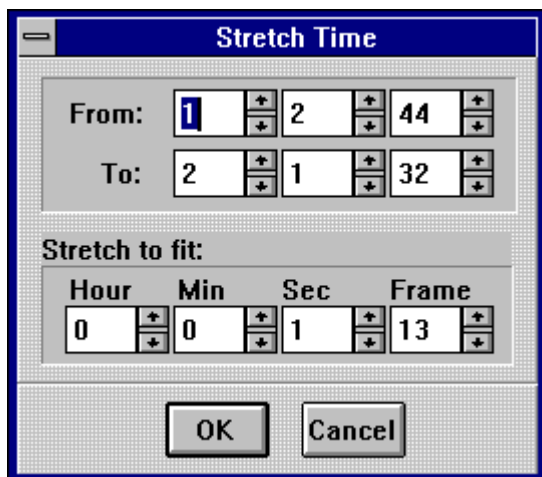 Stretch Time
From: 1 2 44
To: 2 1 32
Stretch to fit:
Hour Min Sec Frame
0 0 1 13
OK Cancel